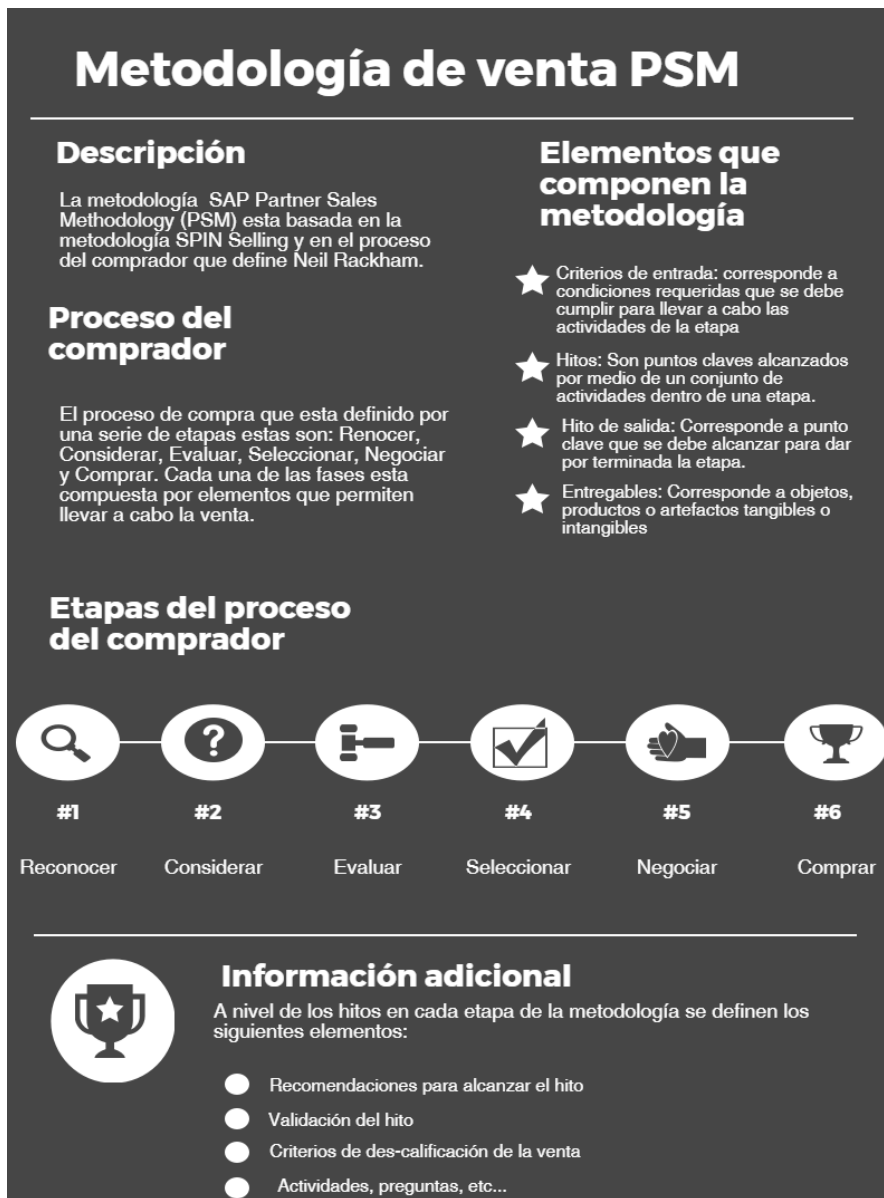 Metodología de venta PSM
Descripción
La metodología SAP Partner Sales
Methodology (PSM) esta basada en la
metodología SPIN Selling y en el proceso
del comprador que define Neil Rackham.
Proceso del
comprador
El proceso de compra que esta definido por
una serie de etapas estas son: Renocer,
Considerar, Evaluar, Seleccionar, Negociar
y Comprar. Cada una de las fases esta
compuesta por elementos que permiten
llevar a cabo la venta.
Elementos que
componen la
metodología
Criterios de entrada: corresponde a
condiciones requeridas que se debe
cumplir para llevar a cabo las
actividades de la etapa
Hitos: Son puntos claves alcanzados
por medio de un conjunto de
actividades dentro de una etapa.
Hito de salida: Corresponde a punto
clave que se debe alcanzar para dar
por terminada la etapa.
Entregables: Corresponde a objetos,
productos o artefactos tangibles o
intangibles
Etapas del proceso
del comprador
?
#1
#2
#3
#4
#5
#6
Reconocer
Considerar
Evaluar
Seleccionar
Negociar
Comprar
Información adicional
A nivel de los hitos en cada etapa de la metodología se definen los
siguientes elementos:
Recomendaciones para alcanzar el hito
Validación del hito
Criterios de des-calificación de la venta
Actividades, preguntas, etc...